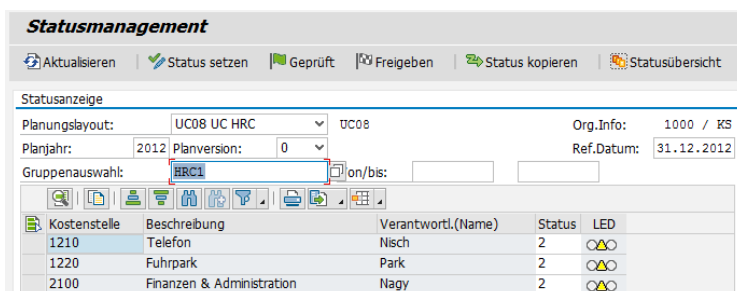 Statusmanagement
Aktualisieren Status setzen Geprüft Freigeben Status kopieren Statusübersicht
Statusanzeige
Planungslayout: UC08 UC HRC UC08 Org.Info: 1000 / KS
Planjahr: 2012 Planversion: 0 Ref.Datum: 31.12.2012
Gruppenauswahl: HRC1 on/bis:
Kostenstelle Beschreibung Verantwortl.(Name) Status LED
1210 Telefon Nisch 2
1220 Fuhrpark Park 2
2100 Finanzen & Administration Nagy 2